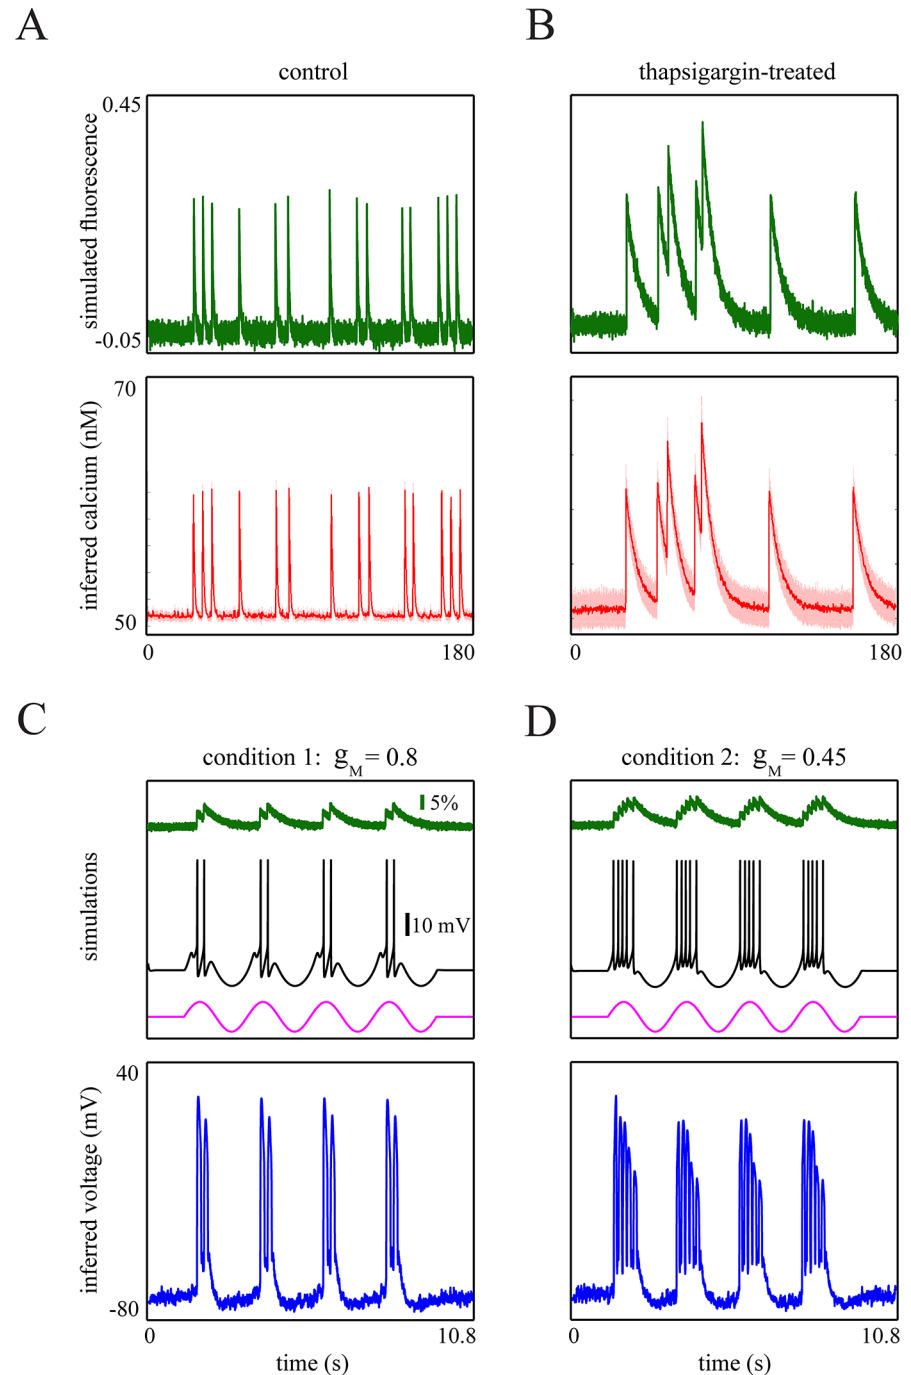 A
B
control
thapsigargin-treated
0.45
simulated fluorescence
-0.05
70
inferred calcium (nM)
50
0
180
0
180
C
D
condition 1: gM= 0.8
condition 2: gM= 0.45
5%
simulations
10 mV
40
inferred voltage (mV)
-80
0
10.8
0
10.8
time (s)
time (s)